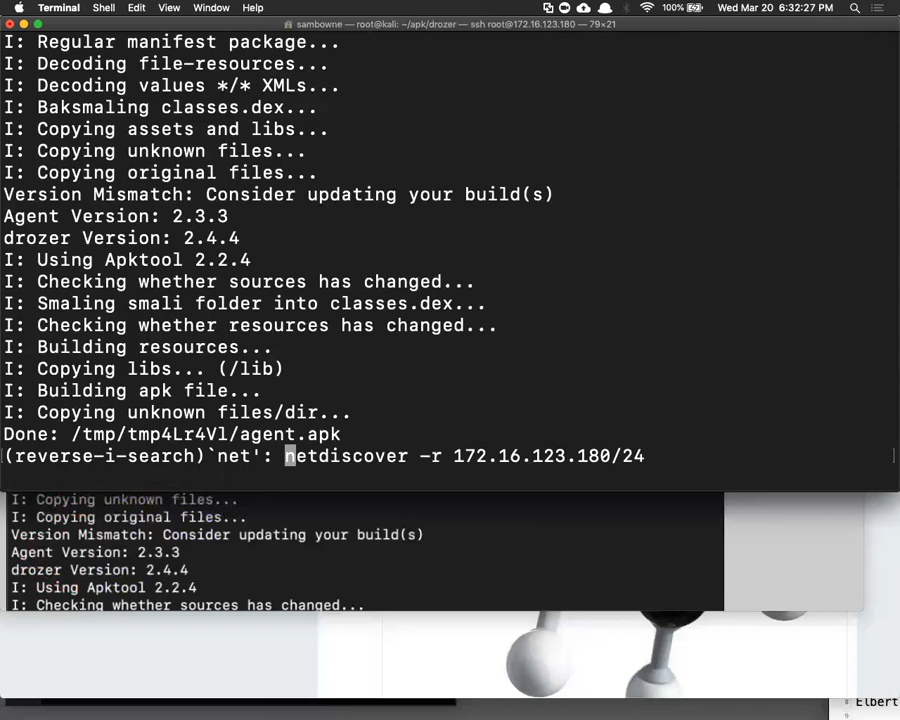 Terminal Shell Edit View Window Help 100% Wed Mar 20 6:32:27 PM
sambowne — root@kali: ~/apk/drozer — ssh root@172.16.123.180 — 79×21
I: Regular manifest package...
I: Decoding file-resources...
I: Decoding values */* XMLs...
I: Baksmaling classes.dex...
I: Copying assets and libs...
I: Copying unknown files...
I: Copying original files...
Version Mismatch: Consider updating your build(s)
Agent Version: 2.3.3
drozer Version: 2.4.4
I: Using Apktool 2.2.4
I: Checking whether sources has changed...
I: Smaling smali folder into classes.dex...
I: Checking whether resources has changed...
I: Building resources...
I: Copying libs... (/lib)
I: Building apk file...
I: Copying unknown files/dir...
Done: /tmp/tmp4Lr4Vl/agent.apk
(reverse-i-search)`net': netdiscover -r 172.16.123.180/24
I: Copying unknown files...
I: Copying original files...
Version Mismatch: Consider updating your build(s)
Agent Version: 2.3.3
drozer Version: 2.4.4
I: Using Apktool 2.2.4
I: Checking whether sources has changed...
8 Elbert
9